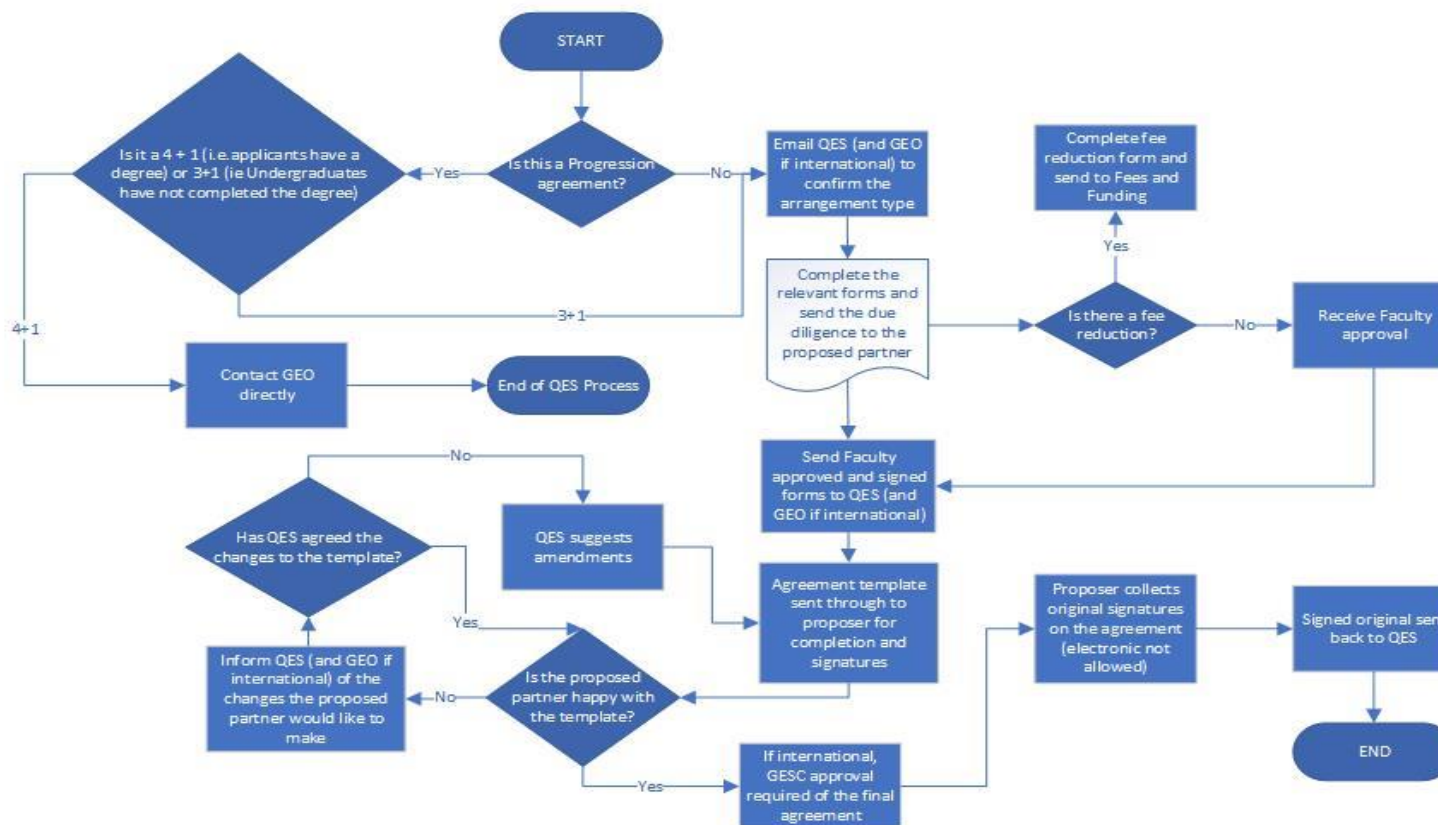 START
Is it a 4 + 1 (i.e. applicants have a
degree) or 3+1 (ie Undergraduates
have not completed the degree)
Yes
Is this a Progression
agreement?
No
Email QES (and GEO
if international) to
confirm the
arrangement type
Complete fee
reduction form and
send to Fees and
Funding
Yes
4+1
3+1
Complete the
relevant forms and
send the due
diligence to the
proposed partner
Is there a fee
reduction?
No
Receive Faculty
approval
Contact GEO
directly
End of QES Process
No
Send Faculty
approved and signed
forms to QES (and
GEO if international)
Has QES agreed the
changes to the template?
QES suggests
amendments
Yes
Agreement template
sent through to
proposer for
completion and
signatures
Proposer collects
original signatures
on the agreement
(electronic not
allowed)
Signed original sen
back to QES
Inform QES (and GEO if
international) of the
changes the proposed
partner would like to
make
No
Is the proposed
partner happy with
the template?
Yes
If international,
GESC approval
required of the final
agreement
END